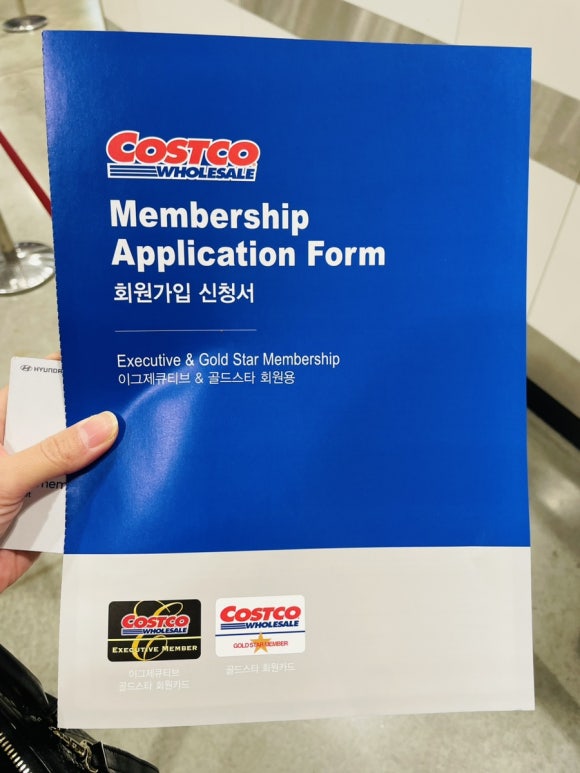 COSTCO
WHOLESALE
Membership
Application Form
회원가입 신청서
Executive & Gold Star Membership
이그제큐티브 & 골드스타 회원용
COSTCO
WHOLESALE
EXECUTIVE MEMBER
이그제큐티브
골드스타 회원카드
COSTCO
WHOLESALE
GOLD STAR MEMBER
골드스타 회원카드